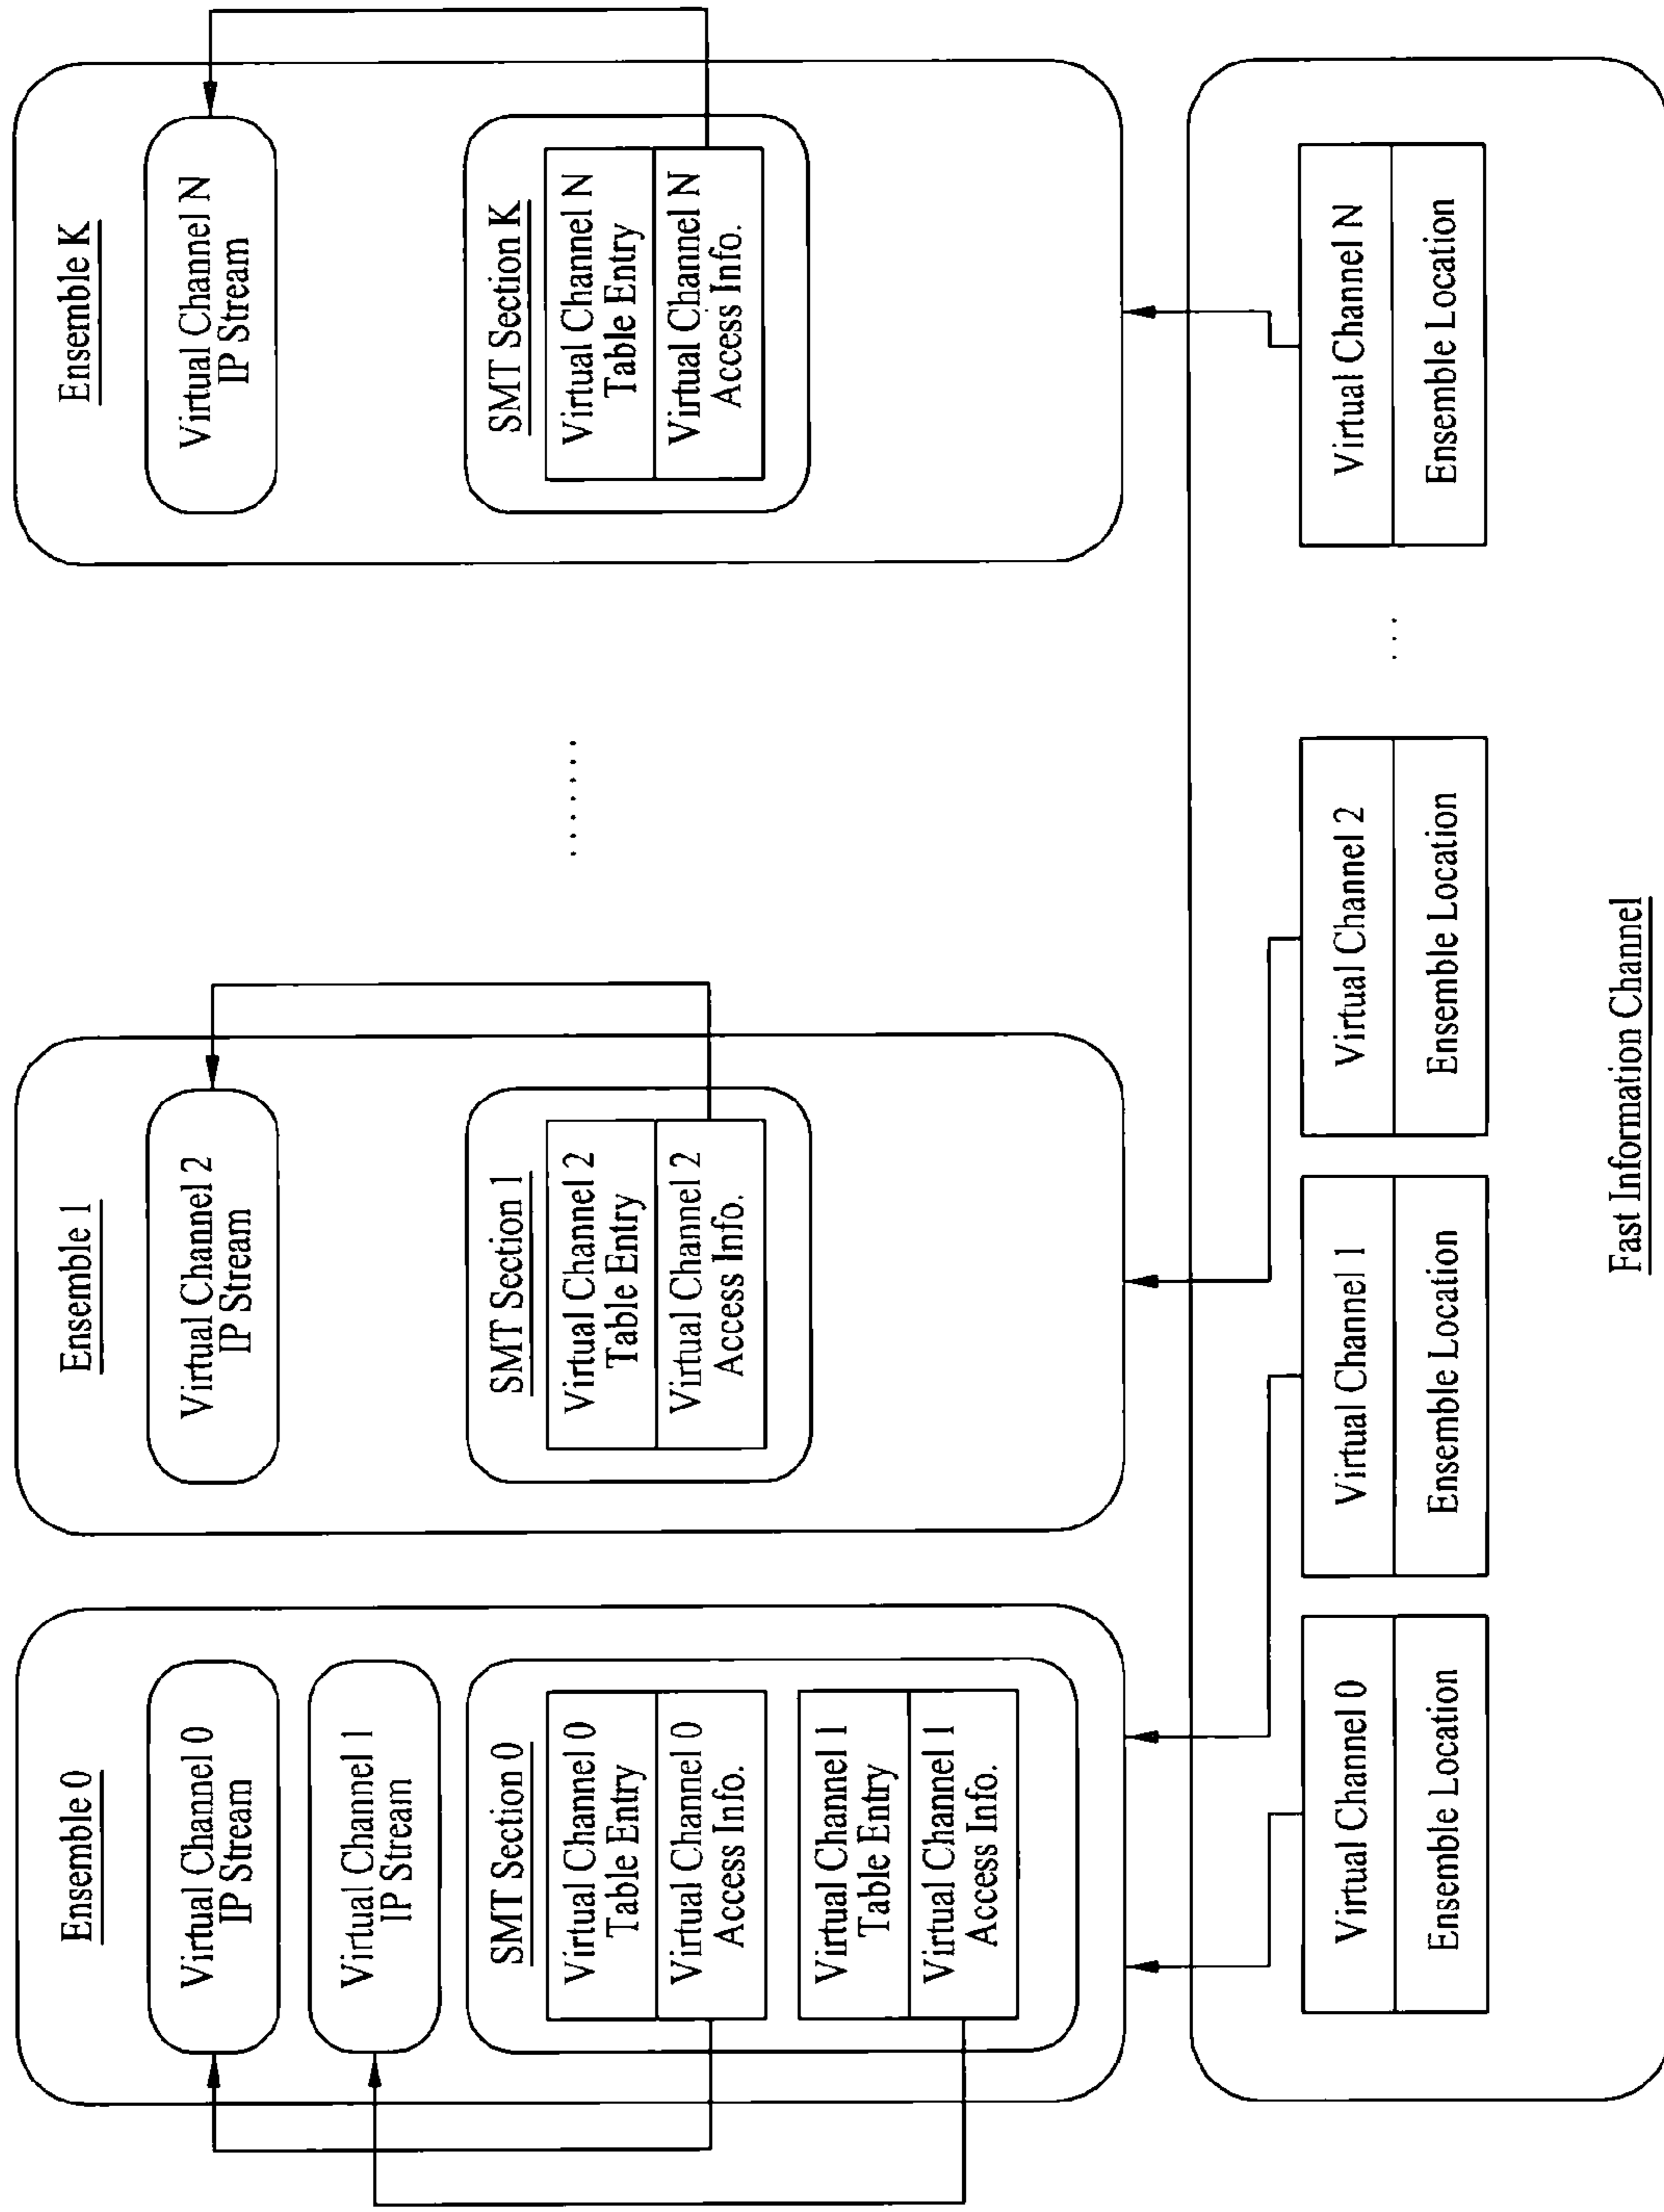 Ensemble 0
Virtual Channel 0
IP Stream
Virtual Channel 1
IP Stream
SMT Section 0
Virtual Channel 0
Table Entry
Virtual Channel 0
Access Info.
Virtual Channel 1
Table Entry
Virtual Channel 1
Access Info.
Ensemble 1
Virtual Channel 2
IP Stream
SMT Section 1
Virtual Channel 2
Table Entry
Virtual Channel 2
Access Info.
.......
Ensemble K
Virtual Channel N
IP Stream
SMT Section K
Virtual Channel N
Table Entry
Virtual Channel N
Access Info.
Virtual Channel 0
Ensemble Location
Virtual Channel 1
Ensemble Location
Virtual Channel 2
Ensemble Location
...
Virtual Channel N
Ensemble Location
Fast Information Channel